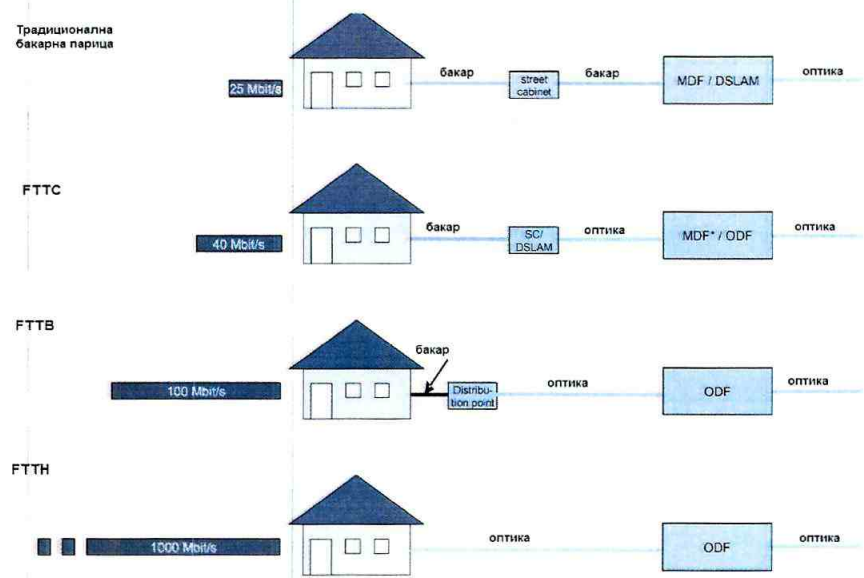 Традиционална
бакарна парица
25 Mbit/s
бакар
street
cabinet
бакар
MDF / DSLAM
оптика
FTTC
40 Mbit/s
бакар
SC/
DSLAM
оптика
MDF* / ODF
оптика
FTTB
100 Mbit/s
бакар
Distribu-
tion point
оптика
ODF
оптика
FTTH
1000 Mbit/s
оптика
ODF
оптика